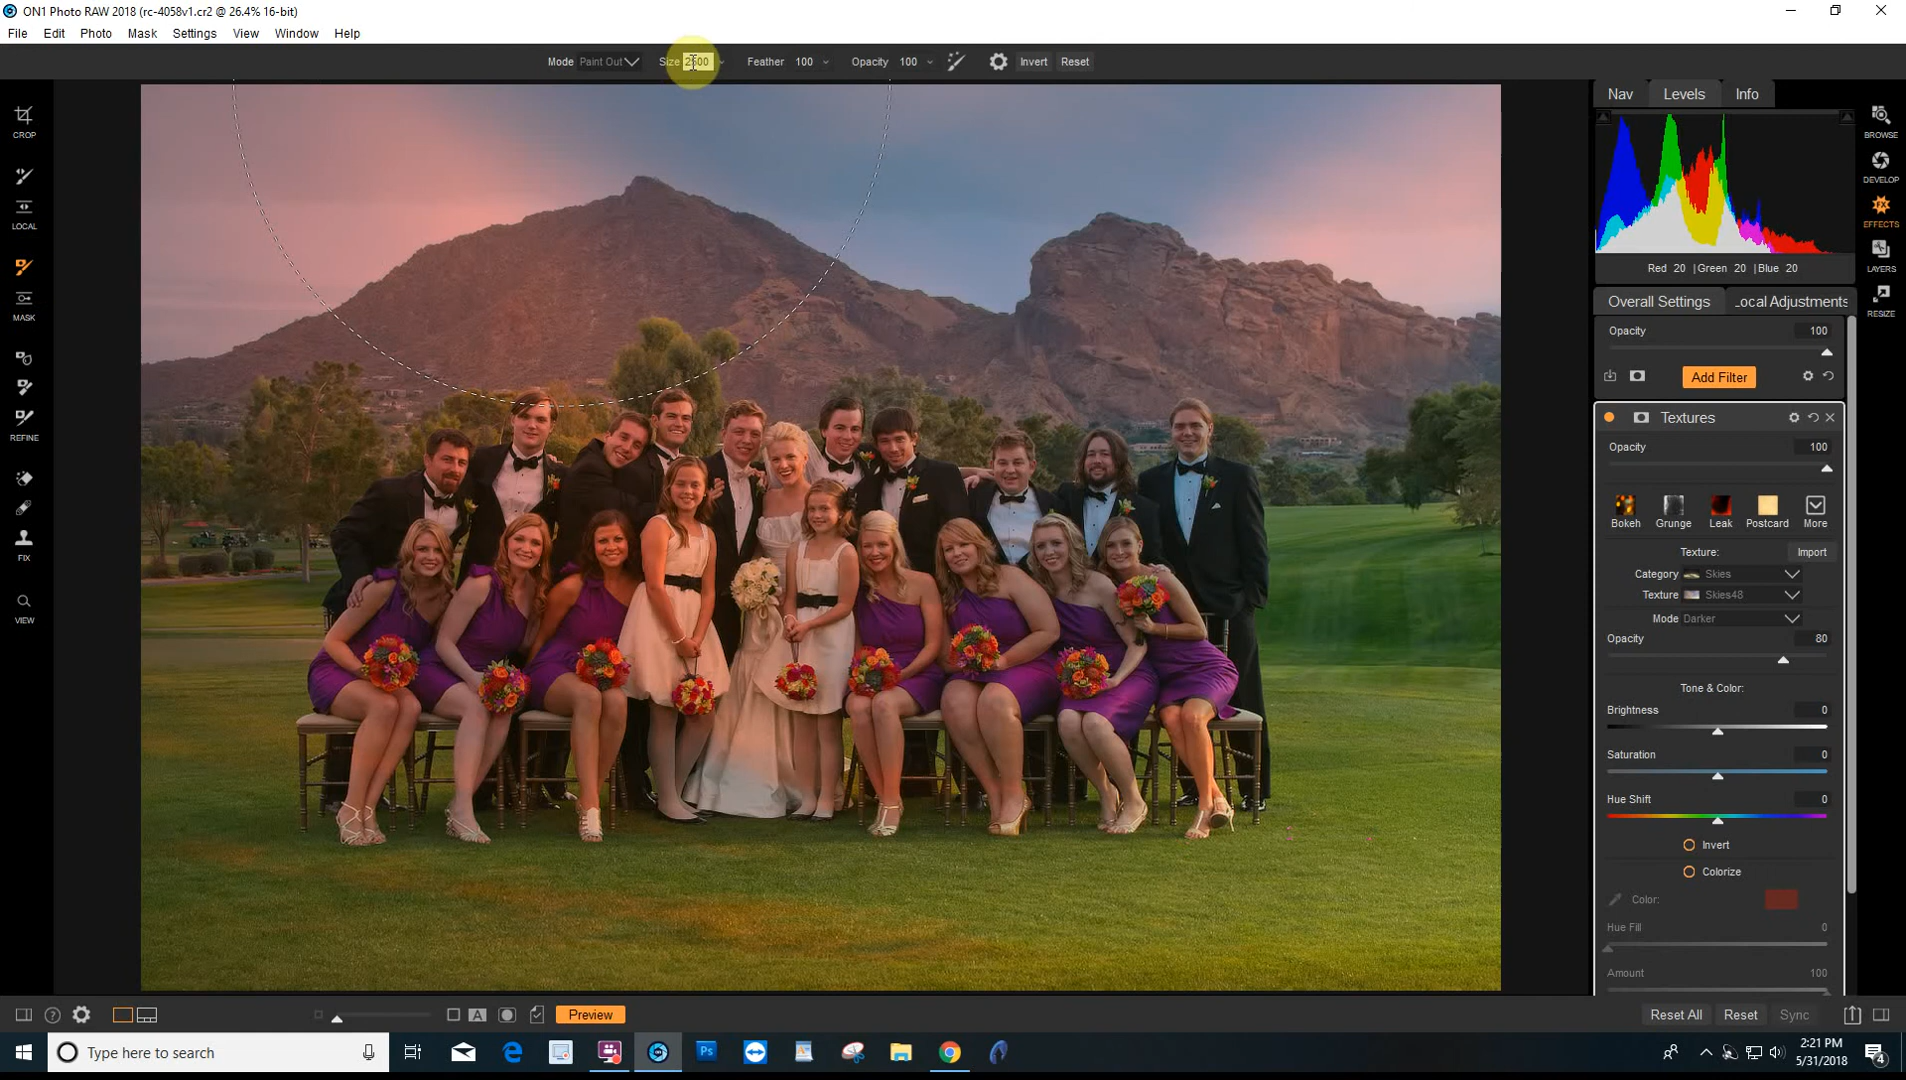 ON1 Photo RAW 2018 (rc-4058v1.cr2 @ 26.4% 16-bit)
File Edit Photo Mask Settings View Window Help
Mode Paint Out Size 2500 Feather 100 Opacity 100 Invert Reset
Nav Levels Info
CROP
BROWSE
DEVELOP
LOCAL
EFFECTS
LAYERS
Red 20 |Green 20 |Blue 20
Overall Settings Local Adjustments
MASK
RESIZE
Opacity 100
Add Filter
Textures
REFINE
Opacity 100
Bokeh Grunge Leak Postcard More
Texture: Import
FIX
Category Skies
Texture Skies48
VIEW
Mode Darker
Opacity 80
Tone & Color:
Brightness 0
Saturation 0
Hue Shift 0
Invert
Colorize
Color:
Hue Fill 0
Amount 100
A Preview Reset All Reset Sync
Type here to search
Ps
2:21 PM
5/31/2018
4